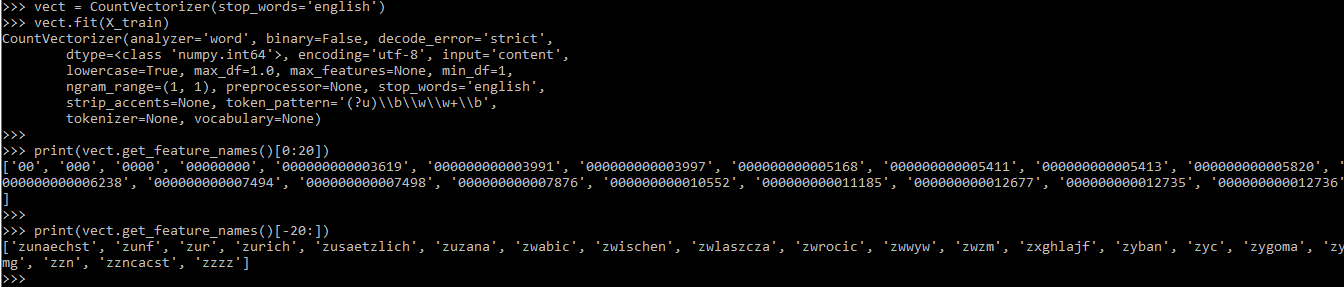 >>> vect = CountVectorizer(stop_words='english')
>>> vect.fit(X_train)
CountVectorizer(analyzer='word', binary=False, decode_error='strict',
        dtype=<class 'numpy.int64'>, encoding='utf-8', input='content',
        lowercase=True, max_df=1.0, max_features=None, min_df=1,
        ngram_range=(1, 1), preprocessor=None, stop_words='english',
        strip_accents=None, token_pattern='(?u)\\b\\w\\w+\\b',
        tokenizer=None, vocabulary=None)
>>>
>>> print(vect.get_feature_names()[0:20])
['00', '000', '0000', '00000000', '000000000003619', '000000000003991', '000000000003997', '000000000005168', '000000000005411', '000000000005413', '000000000005820', '
000000000006238', '000000000007494', '000000000007498', '000000000007876', '000000000010552', '000000000011185', '000000000012677', '000000000012735', '000000000012736'
]
>>>
>>> print(vect.get_feature_names()[-20:])
['zunaechst', 'zunf', 'zur', 'zurich', 'zusaetzlich', 'zuzana', 'zwabic', 'zwischen', 'zwlaszcza', 'zwrocic', 'zwwyw', 'zwzm', 'zxghlajf', 'zyban', 'zyc', 'zygoma', 'zy
mg', 'zzn', 'zzncacst', 'zzzz']
>>>